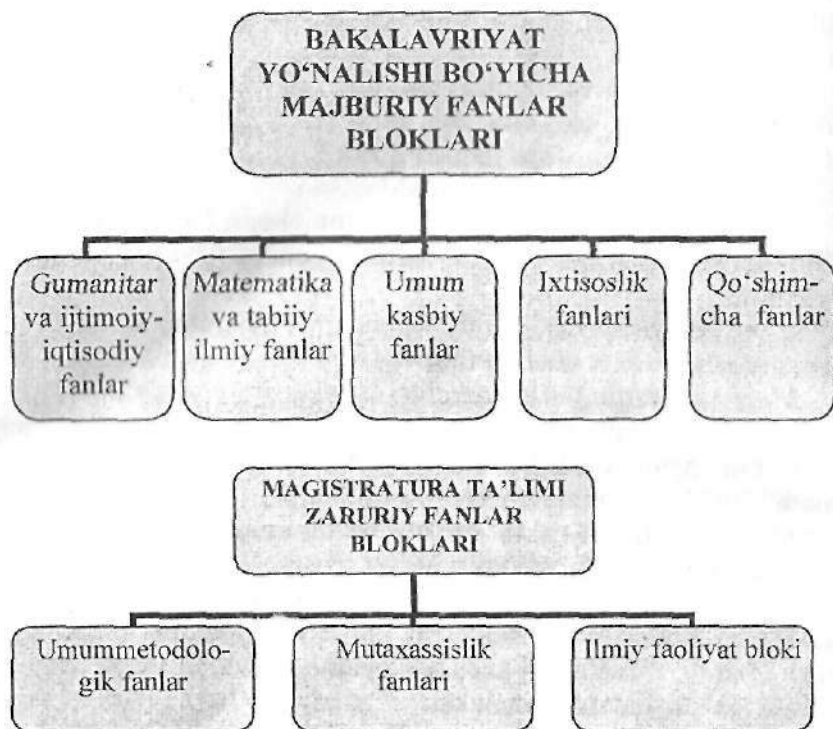 BAKALAVRIYAT
YO‘NALISHI BO‘YICHA
MAJBURIY FANLAR
BLOKLARI
Gumanitar
va ijtimoiy-
iqtisodiy
fanlar
Matematika
va tabiiy
ilmiy fanlar
Umum
kasbiy
fanlar
Ixtisoslik
fanlari
Qo‘shim-
cha fanlar
MAGISTRATURA TA’LIMI
ZARURIY FANLAR
BLOKLARI
Umummetodolo-
gik fanlar
Mutaxassislik
fanlari
Ilmiy faoliyat bloki